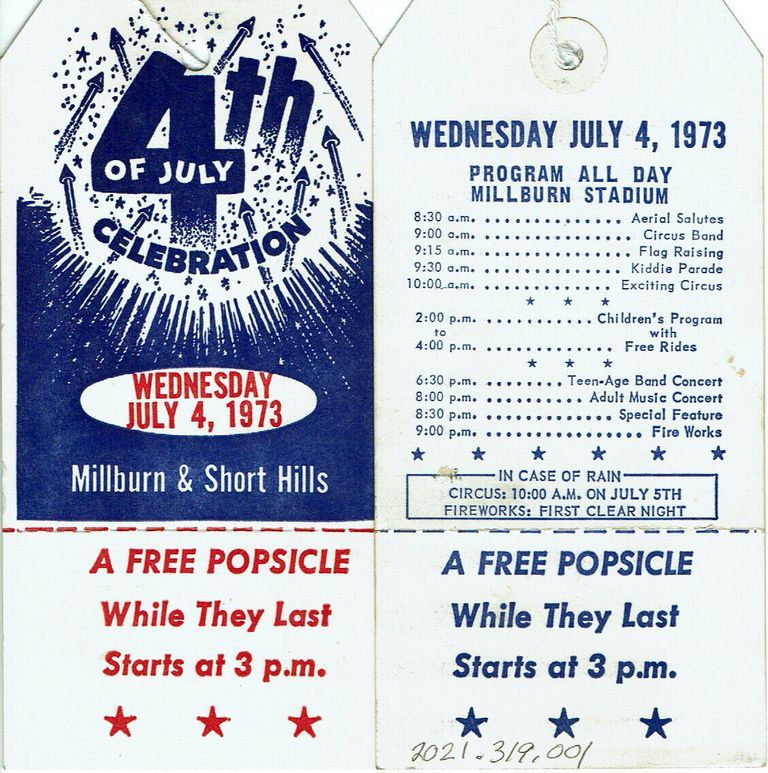 4th
OF JULY
CELEBRATION
WEDNESDAY
JULY 4, 1973
Millburn & Short Hills
A FREE POPSICLE
While They Last
Starts at 3 p.m.
WEDNESDAY JULY 4, 1973
PROGRAM ALL DAY
MILLBURN STADIUM
8:30 a.m. .............. Aerial Salutes
9:00 a.m. ................ Circus Band
9:15 a.m. ............... Flag Raising
9:30 a.m. .............. Kiddie Parade
10:00 a.m. ............. Exciting Circus
2:00 p.m. ........... Children's Program
to with
4:00 p.m. .............. Free Rides
6:30 p.m. ........ Teen-Age Band Concert
8:00 p.m. .......... Adult Music Concert
8:30 p.m. ............. Special Feature
9:00 p.m. ................ Fire Works
IN CASE OF RAIN
CIRCUS: 10:00 A.M. ON JULY 5TH
FIREWORKS: FIRST CLEAR NIGHT
A FREE POPSICLE
While They Last
Starts at 3 p.m.
2021.319.001